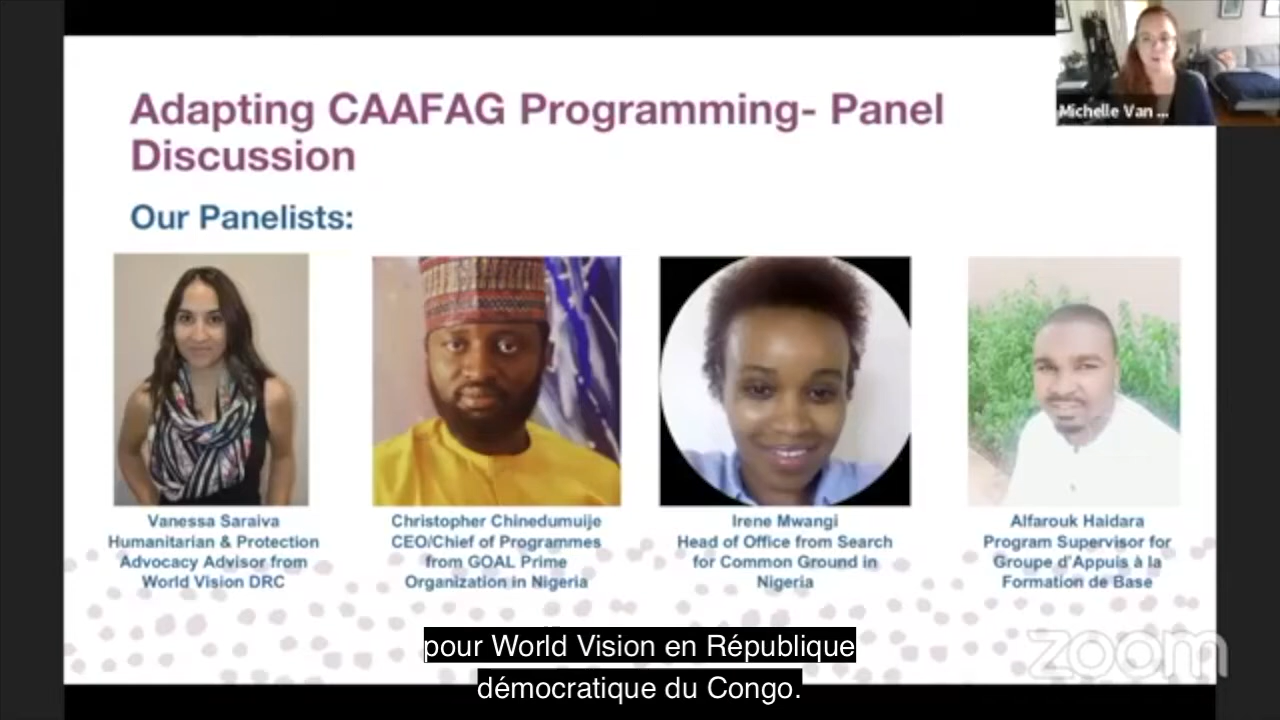 Adapting CAAFAG Programming- Panel
Discussion
Michelle Van ...
Our Panelists:
Vanessa Saraiva
Humanitarian & Protection
Advocacy Advisor from
World Vision DRC
Christopher Chinedumuije
CEO/Chief of Programmes
from GOAL Prime
Organization in Nigeria
Irene Mwangi
Head of Office from Search
for Common Ground in
Nigeria
Alfarouk Haidara
Program Supervisor for
Groupe d'Appuis à la
Formation de Base
pour World Vision en République
démocratique du Congo.
zoom